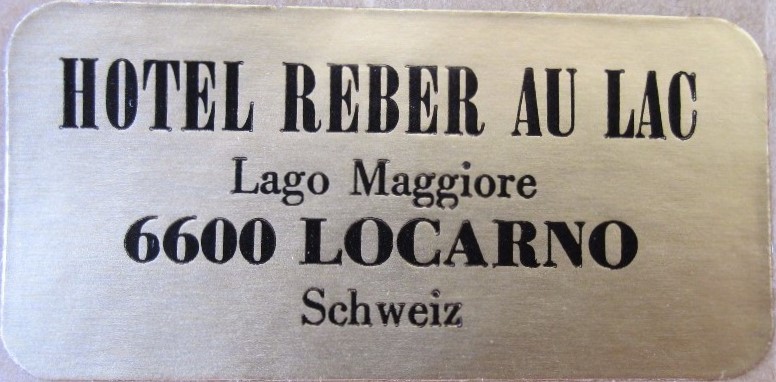 HOTEL REBER AU LAC
Lago Maggiore
6600 LOCARNO
Schweiz